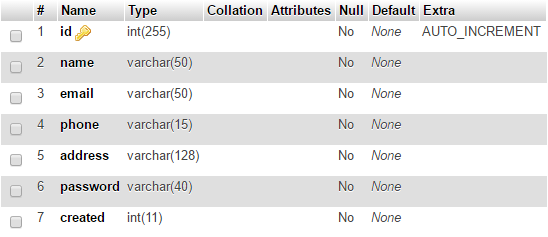 # Name Type Collation Attributes Null Default Extra
1 id int(255) No None AUTO_INCREMENT
2 name varchar(50) No None
3 email varchar(50) No None
4 phone varchar(15) No None
5 address varchar(128) No None
6 password varchar(40) No None
7 created int(11) No None